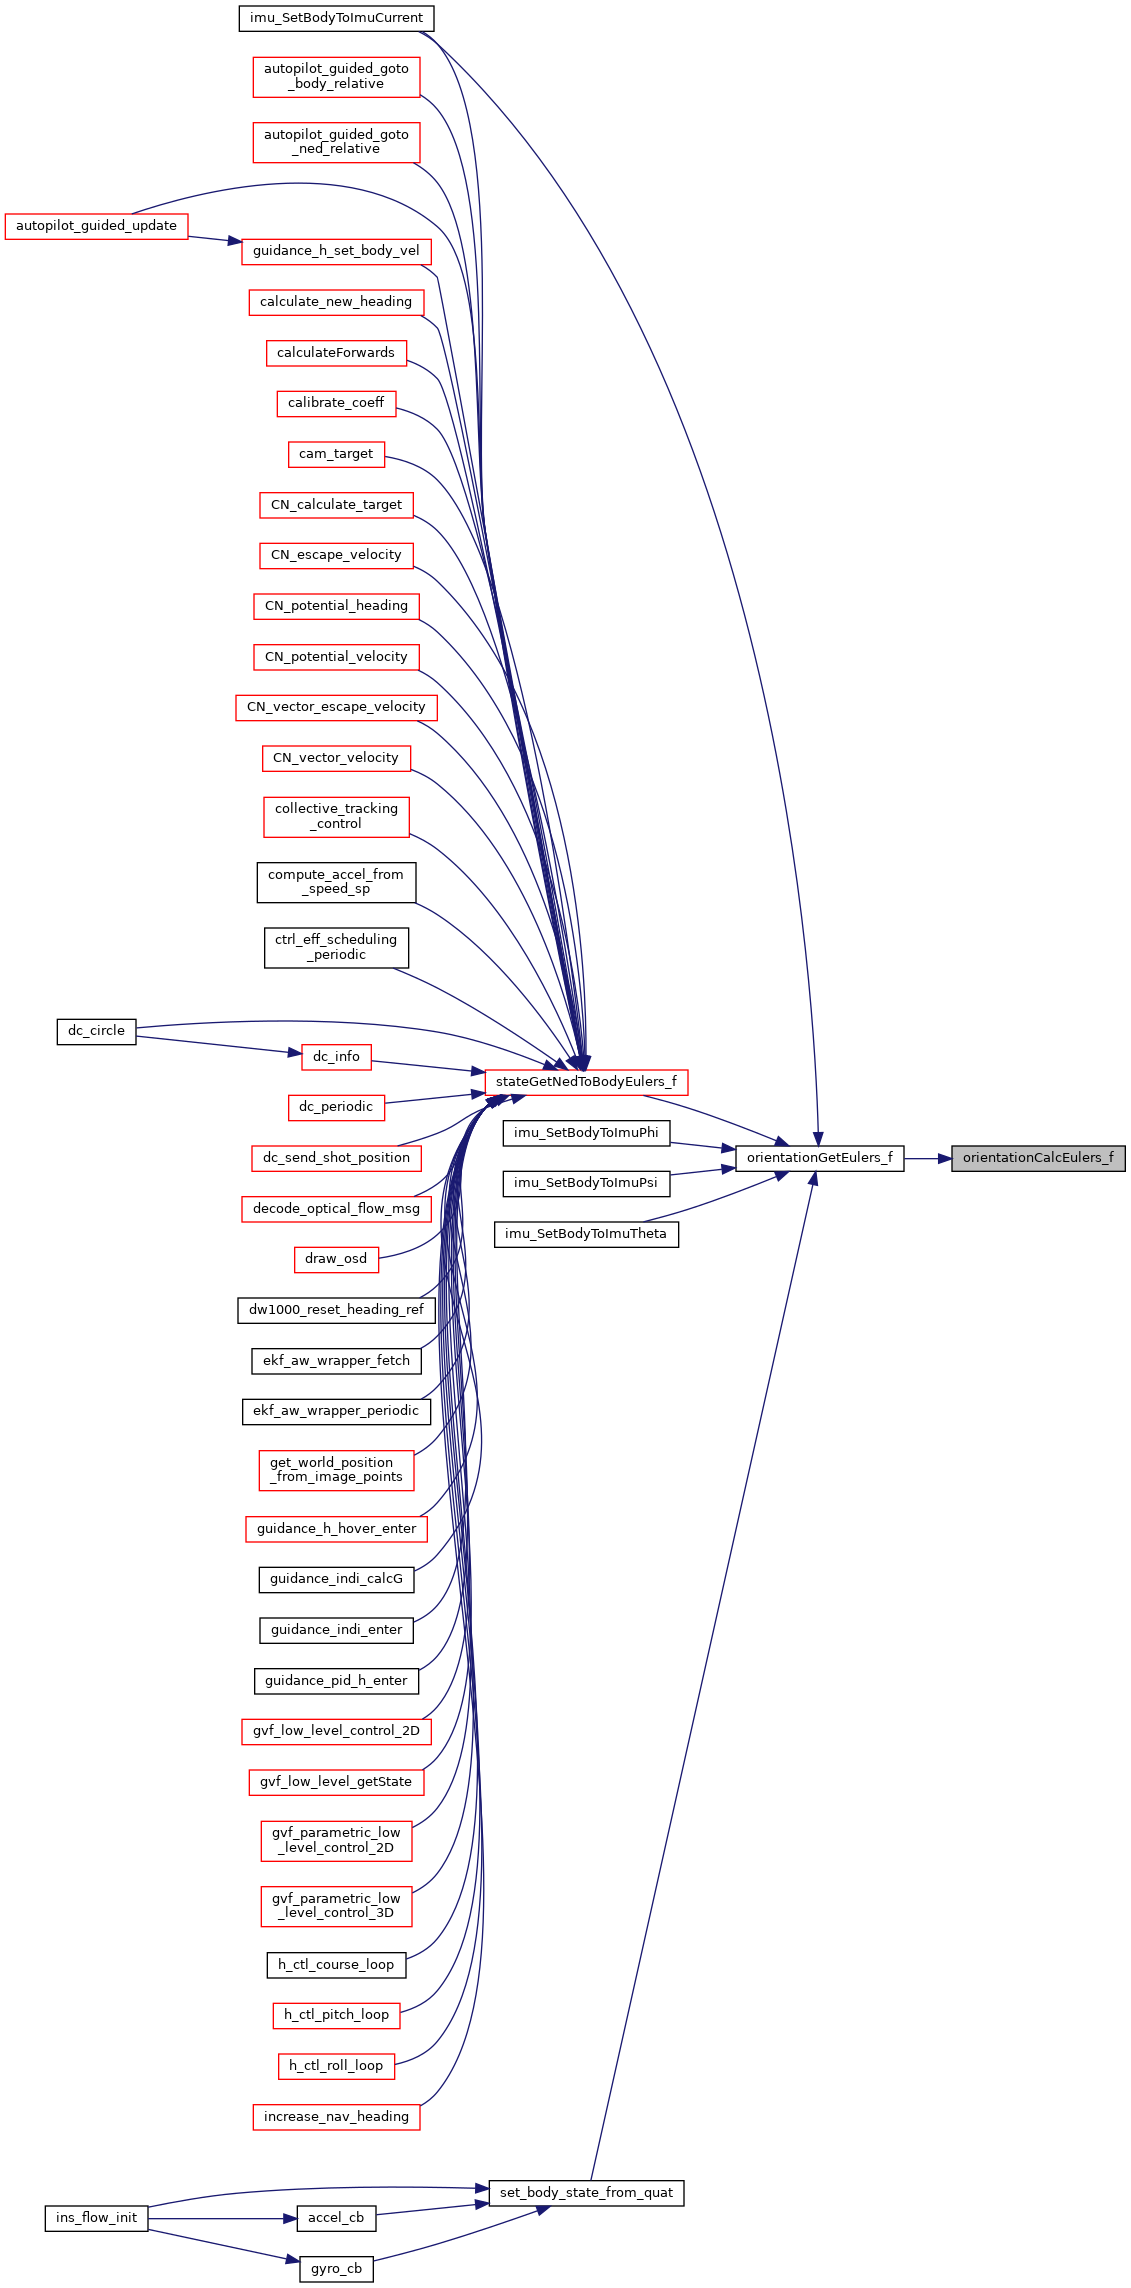 imu_SetBodyToImuCurrent
autopilot_guided_goto
_body_relative
autopilot_guided_goto
_ned_relative
autopilot_guided_update
guidance_h_set_body_vel
calculate_new_heading
calculateForwards
calibrate_coeff
cam_target
CN_calculate_target
CN_escape_velocity
CN_potential_heading
CN_potential_velocity
CN_vector_escape_velocity
CN_vector_velocity
collective_tracking
_control
compute_accel_from
_speed_sp
ctrl_eff_scheduling
_periodic
dc_circle
dc_info
stateGetNedToBodyEulers_f
dc_periodic
imu_SetBodyToImuPhi
dc_send_shot_position
orientationGetEulers_f
orientationCalcEulers_f
imu_SetBodyToImuPsi
decode_optical_flow_msg
imu_SetBodyToImuTheta
draw_osd
dw1000_reset_heading_ref
ekf_aw_wrapper_fetch
ekf_aw_wrapper_periodic
get_world_position
_from_image_points
guidance_h_hover_enter
guidance_indi_calcG
guidance_indi_enter
guidance_pid_h_enter
gvf_low_level_control_2D
gvf_low_level_getState
gvf_parametric_low
_level_control_2D
gvf_parametric_low
_level_control_3D
h_ctl_course_loop
h_ctl_pitch_loop
h_ctl_roll_loop
increase_nav_heading
set_body_state_from_quat
ins_flow_init
accel_cb
gyro_cb